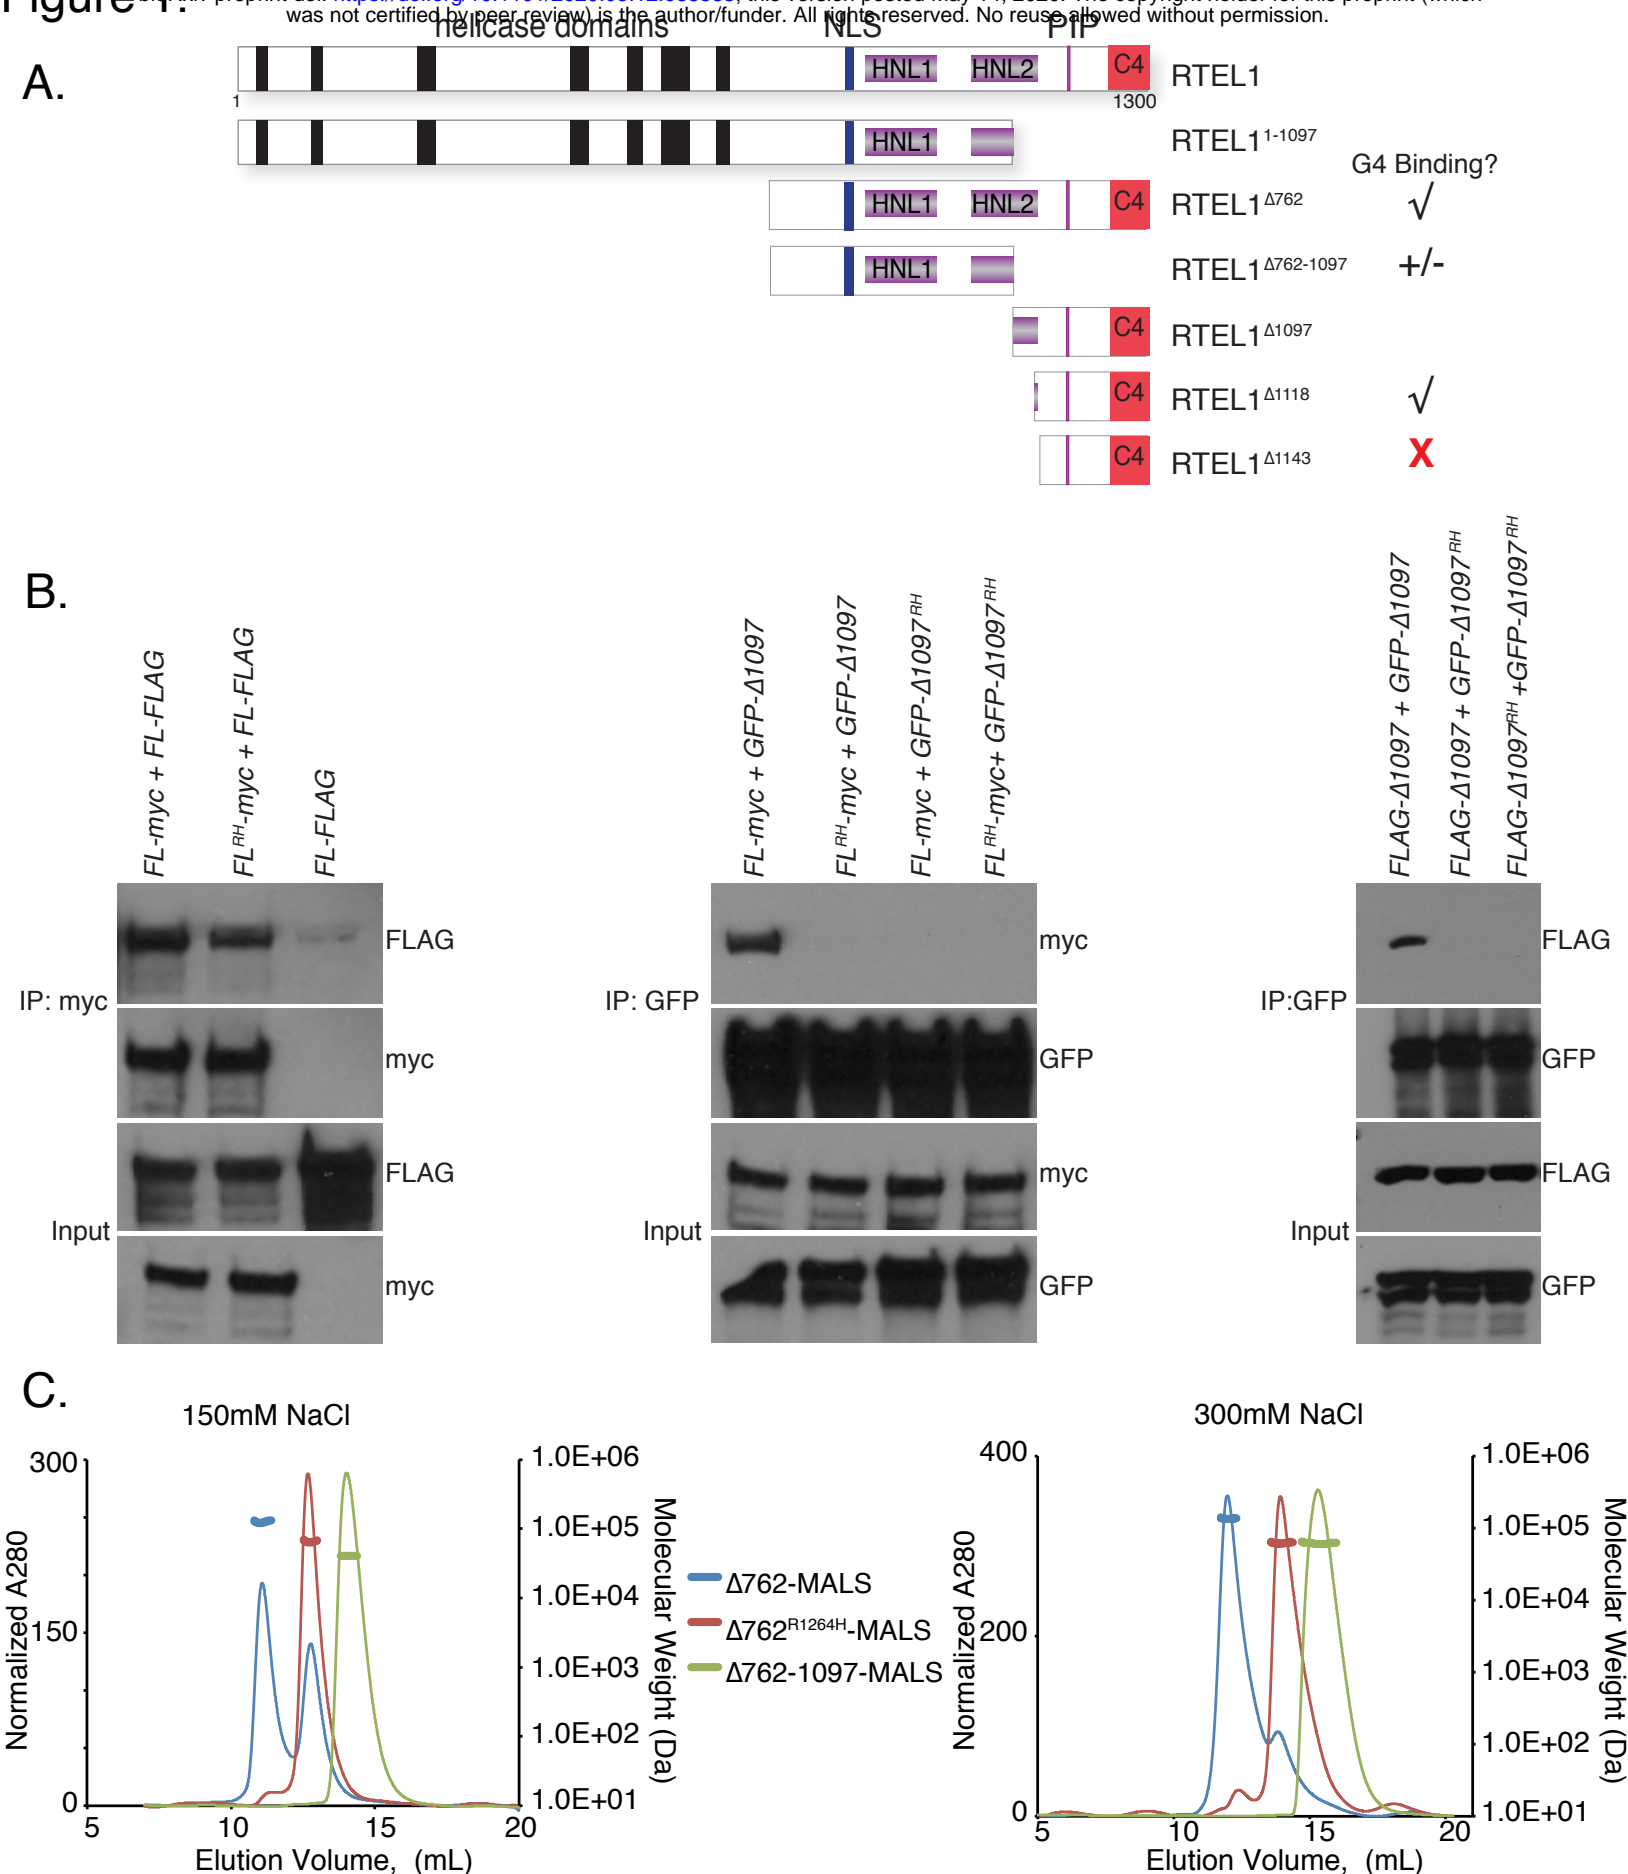 was not certified by peer review) is the author/funder. All rights reserved. No reuse allowed without permission.
helicase domains NLS PIP
A.
HNL1 HNL2 C4 RTEL1
1 1300
HNL1 RTEL1 1-1097
G4 Binding?
HNL1 HNL2 C4 RTEL1 Δ762 √
HNL1 RTEL1 Δ762-1097 +/-
C4 RTEL1 Δ1097
C4 RTEL1 Δ1118 √
C4 RTEL1 Δ1143 X
B.
FL-myc + FL-FLAG
FL RH-myc + FL-FLAG
FL-FLAG
FLAG
IP: myc
myc
FLAG
Input
myc
FL-myc + GFP-Δ1097
FL RH-myc + GFP-Δ1097
FL-myc + GFP-Δ1097 RH
FL RH-myc+ GFP-Δ1097 RH
myc
IP: GFP
GFP
myc
Input
GFP
FLAG-Δ1097 + GFP-Δ1097
FLAG-Δ1097 + GFP-Δ1097 RH
FLAG-Δ1097 RH +GFP-Δ1097 RH
FLAG
IP:GFP
GFP
FLAG
Input
GFP
C.
150mM NaCl
300
150
0
Normalized A280
5 10 15 20
Elution Volume, (mL)
1.0E+06
1.0E+05
1.0E+04
1.0E+03
1.0E+02
1.0E+01
Molecular Weight (Da)
Δ762-MALS
Δ762 R1264H-MALS
Δ762-1097-MALS
300mM NaCl
400
200
0
Normalized A280
5 10 15 20
Elution Volume, (mL)
1.0E+06
1.0E+05
1.0E+04
1.0E+03
1.0E+02
1.0E+01
Molecular Weight (Da)